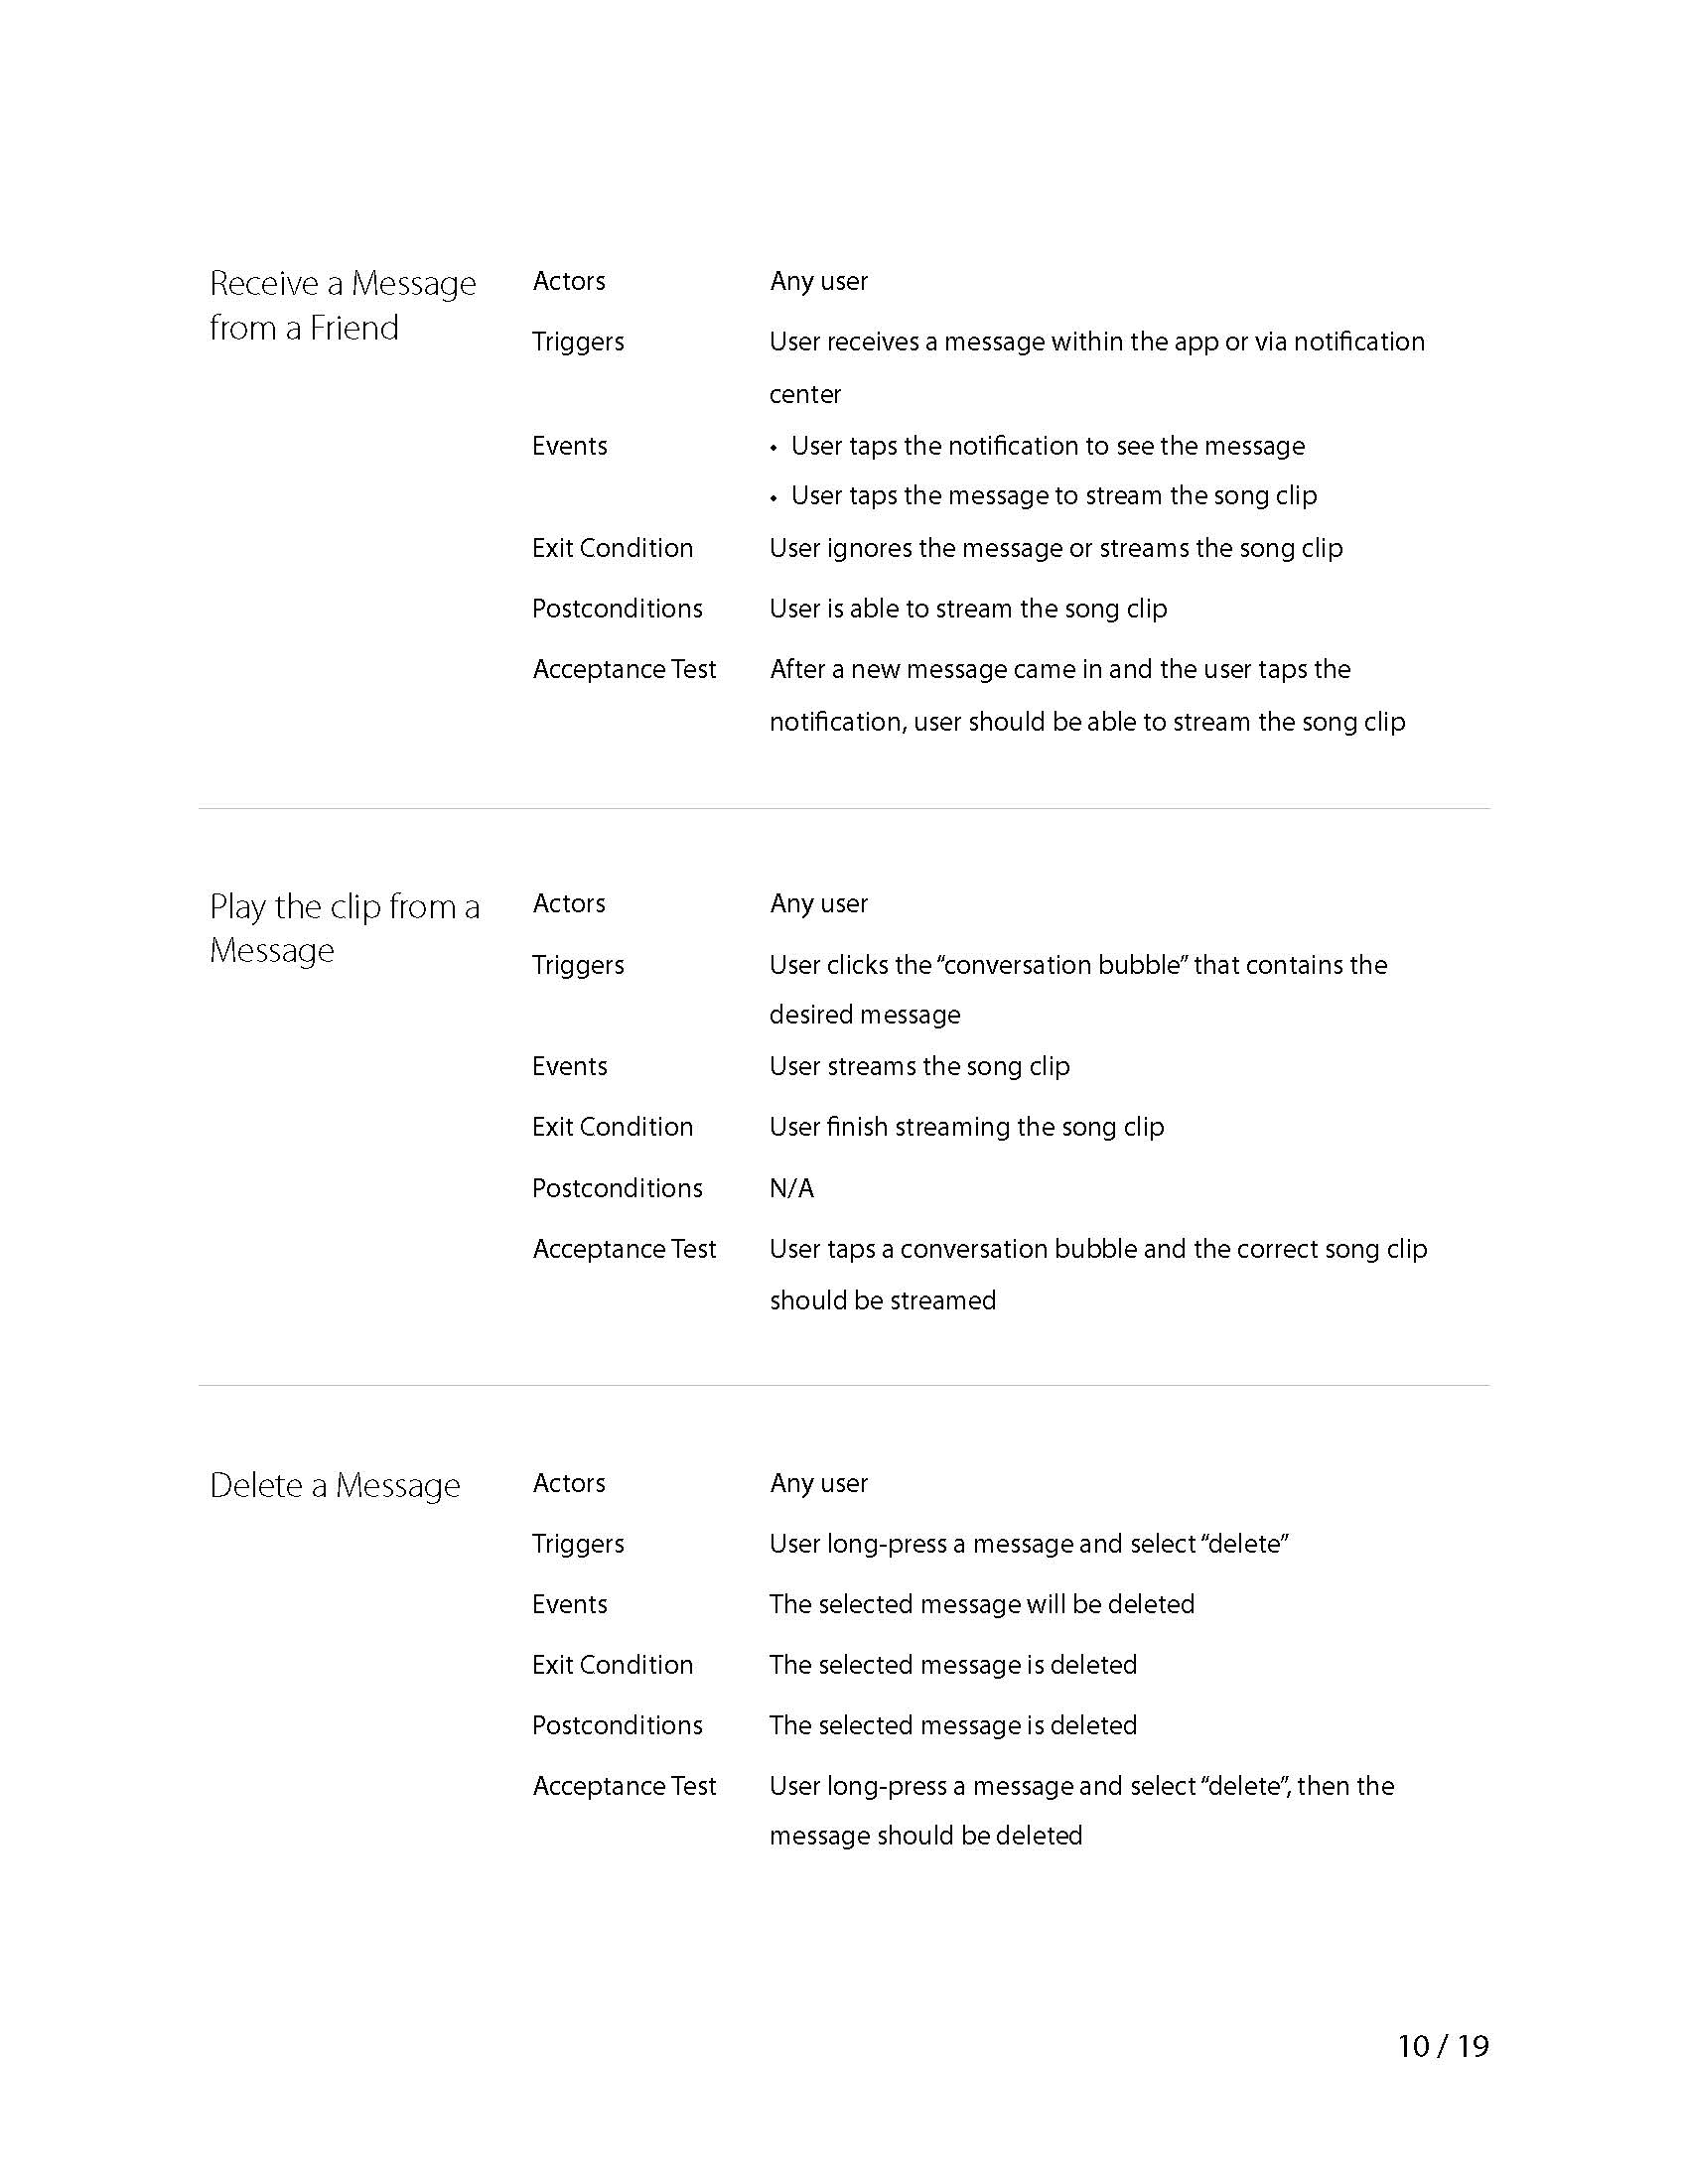 Receive a Message
from a Friend
Actors
Any user
Triggers
User receives a message within the app or via notification
center
Events
• User taps the notification to see the message
• User taps the message to stream the song clip
Exit Condition
User ignores the message or streams the song clip
Postconditions
User is able to stream the song clip
Acceptance Test
After a new message came in and the user taps the
notification, user should be able to stream the song clip
Play the clip from a
Message
Actors
Any user
Triggers
User clicks the “conversation bubble” that contains the
desired message
Events
User streams the song clip
Exit Condition
User finish streaming the song clip
Postconditions
N/A
Acceptance Test
User taps a conversation bubble and the correct song clip
should be streamed
Delete a Message
Actors
Any user
Triggers
User long-press a message and select “delete”
Events
The selected message will be deleted
Exit Condition
The selected message is deleted
Postconditions
The selected message is deleted
Acceptance Test
User long-press a message and select “delete”, then the
message should be deleted
10 / 19